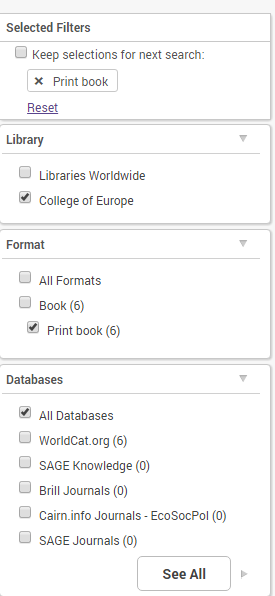 Selected Filters
Keep selections for next search:
× Print book
Reset
Library
Libraries Worldwide
College of Europe
Format
All Formats
Book (6)
Print book (6)
Databases
All Databases
WorldCat.org (6)
SAGE Knowledge (0)
Brill Journals (0)
Cairn.info Journals - EcoSocPol (0)
SAGE Journals (0)
See All